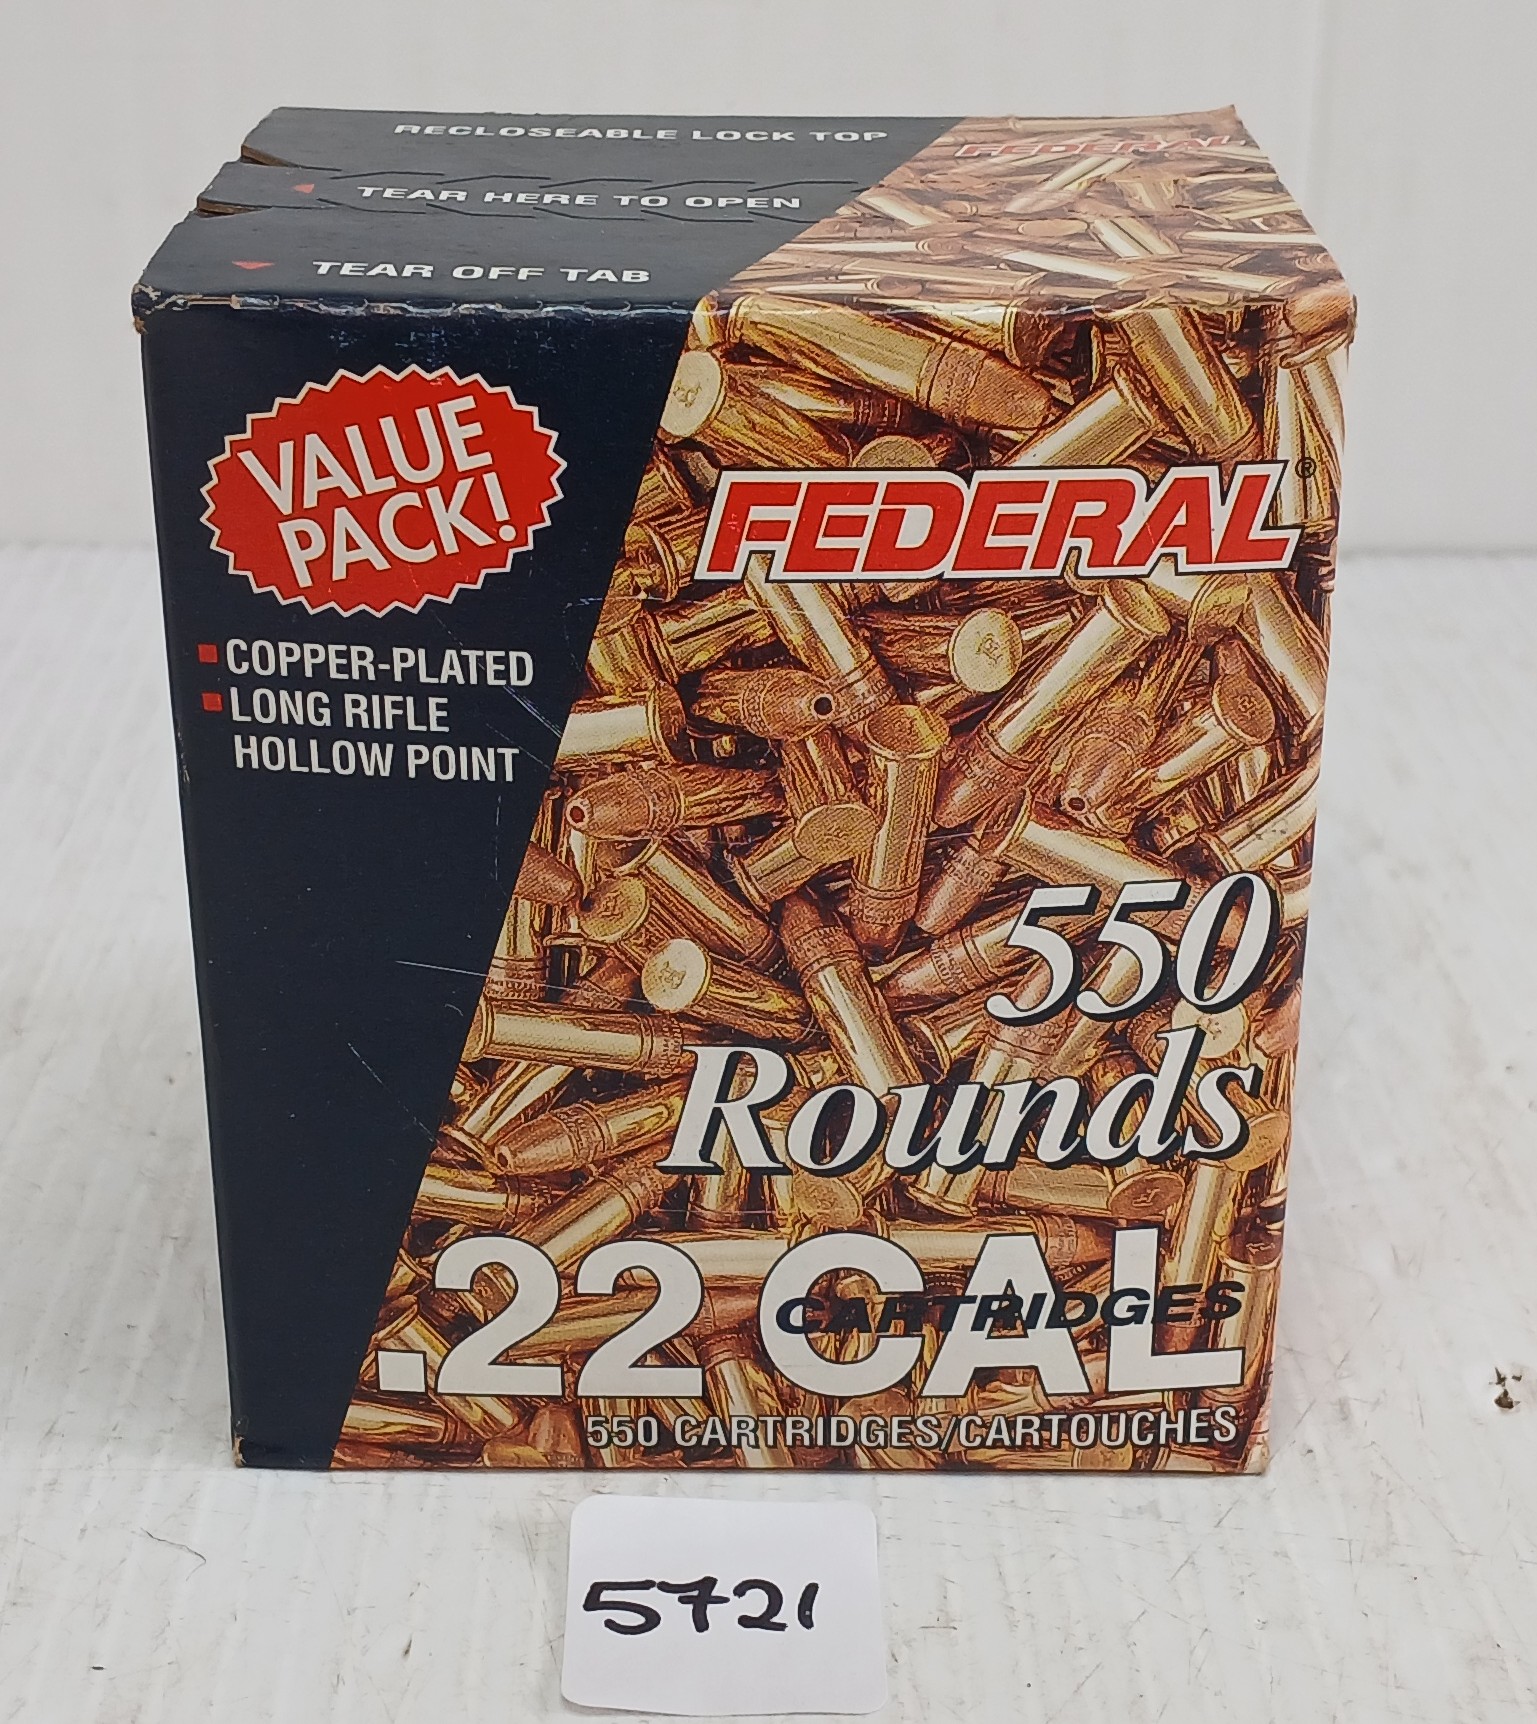 RECLOSEABLE LOCK TOP
FEDERAL
TEAR HERE TO OPEN
TEAR OFF TAB
VALUE
PACK!
FEDERAL®
COPPER-PLATED
LONG RIFLE
HOLLOW POINT
550
Rounds
.22 CAL
CARTRIDGES
550 CARTRIDGES/CARTOUCHES
5721